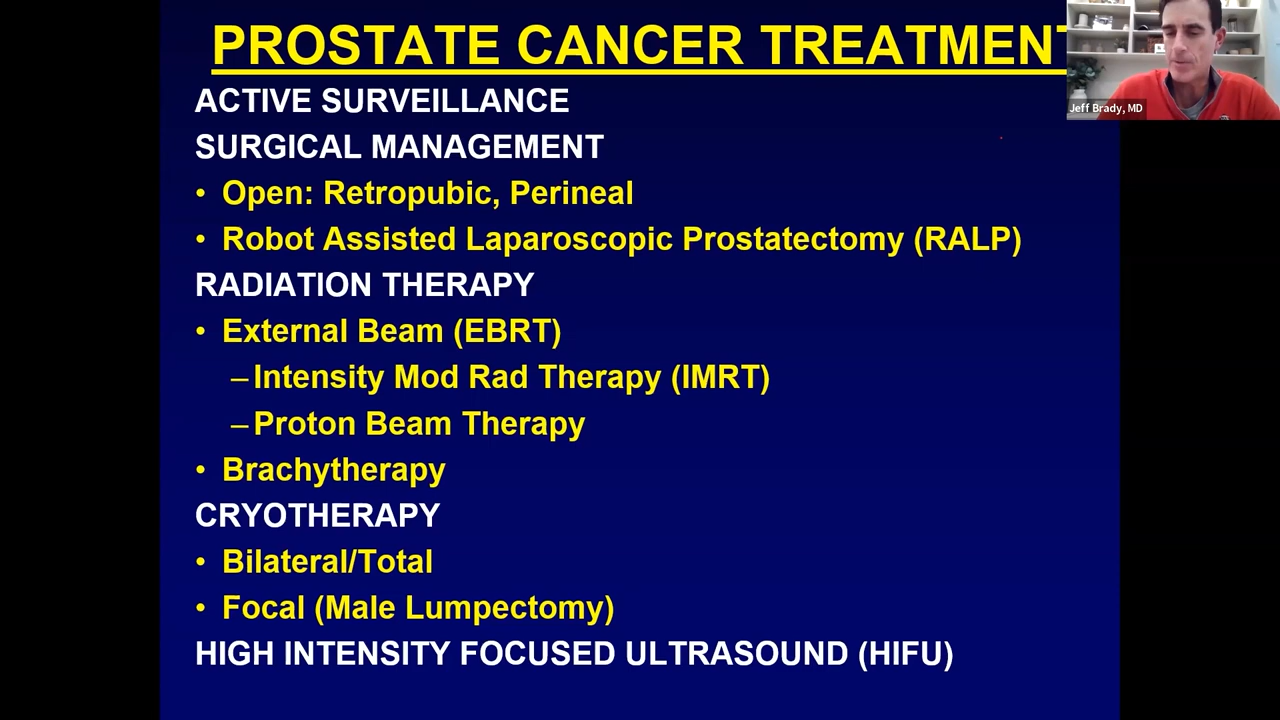 PROSTATE CANCER TREATMENT
Jeff Brady, MD
ACTIVE SURVEILLANCE
SURGICAL MANAGEMENT
• Open: Retropubic, Perineal
• Robot Assisted Laparoscopic Prostatectomy (RALP)
RADIATION THERAPY
• External Beam (EBRT)
– Intensity Mod Rad Therapy (IMRT)
– Proton Beam Therapy
• Brachytherapy
CRYOTHERAPY
• Bilateral/Total
• Focal (Male Lumpectomy)
HIGH INTENSITY FOCUSED ULTRASOUND (HIFU)